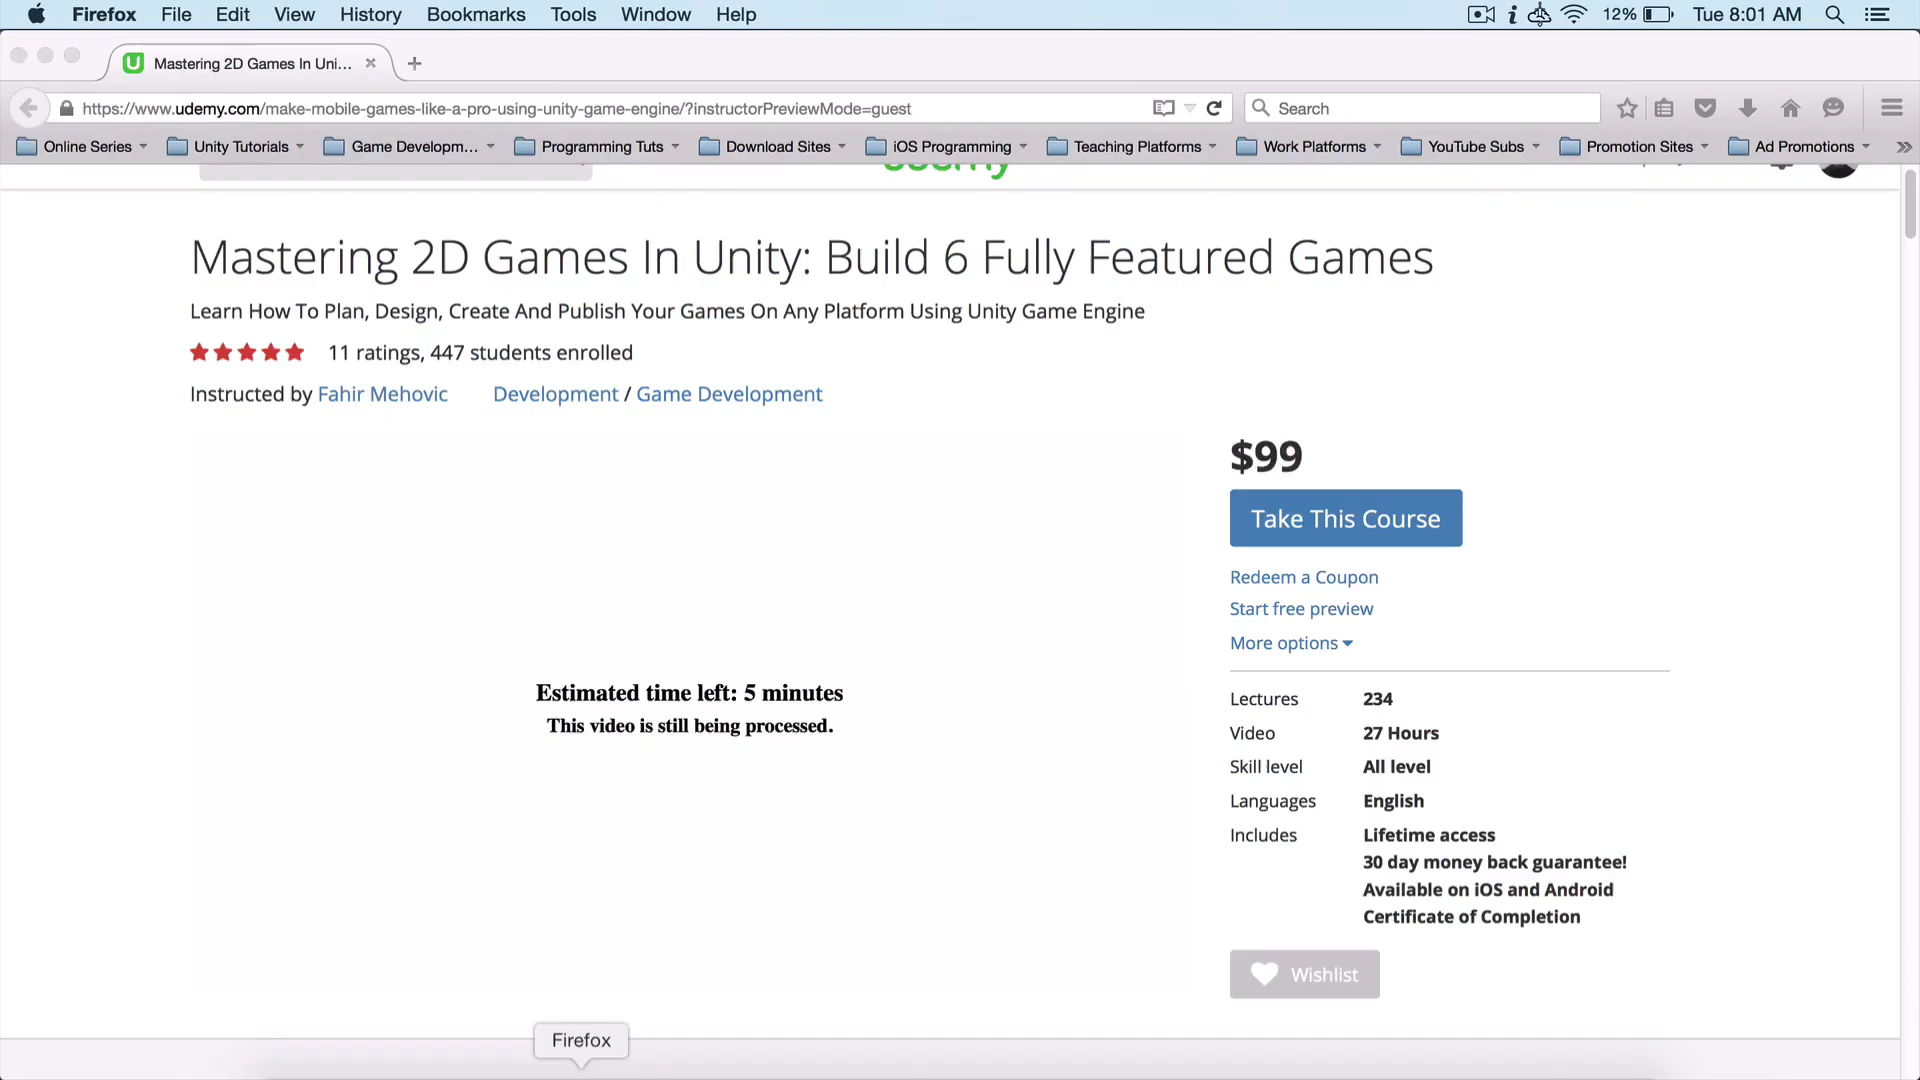 Firefox File Edit View History Bookmarks Tools Window Help 12% Tue 8:01 AM
Mastering 2D Games In Uni...
https://www.udemy.com/make-mobile-games-like-a-pro-using-unity-game-engine/?instructorPreviewMode=guest Search
Online Series Unity Tutorials Game Developm... Programming Tuts Download Sites iOS Programming Teaching Platforms Work Platforms YouTube Subs Promotion Sites Ad Promotions
Mastering 2D Games In Unity: Build 6 Fully Featured Games
Learn How To Plan, Design, Create And Publish Your Games On Any Platform Using Unity Game Engine
11 ratings, 447 students enrolled
Instructed by Fahir Mehovic Development / Game Development
$99
Take This Course
Redeem a Coupon
Start free preview
More options
Estimated time left: 5 minutes
This video is still being processed.
Lectures 234
Video 27 Hours
Skill level All level
Languages English
Includes Lifetime access
30 day money back guarantee!
Available on iOS and Android
Certificate of Completion
Wishlist
Firefox